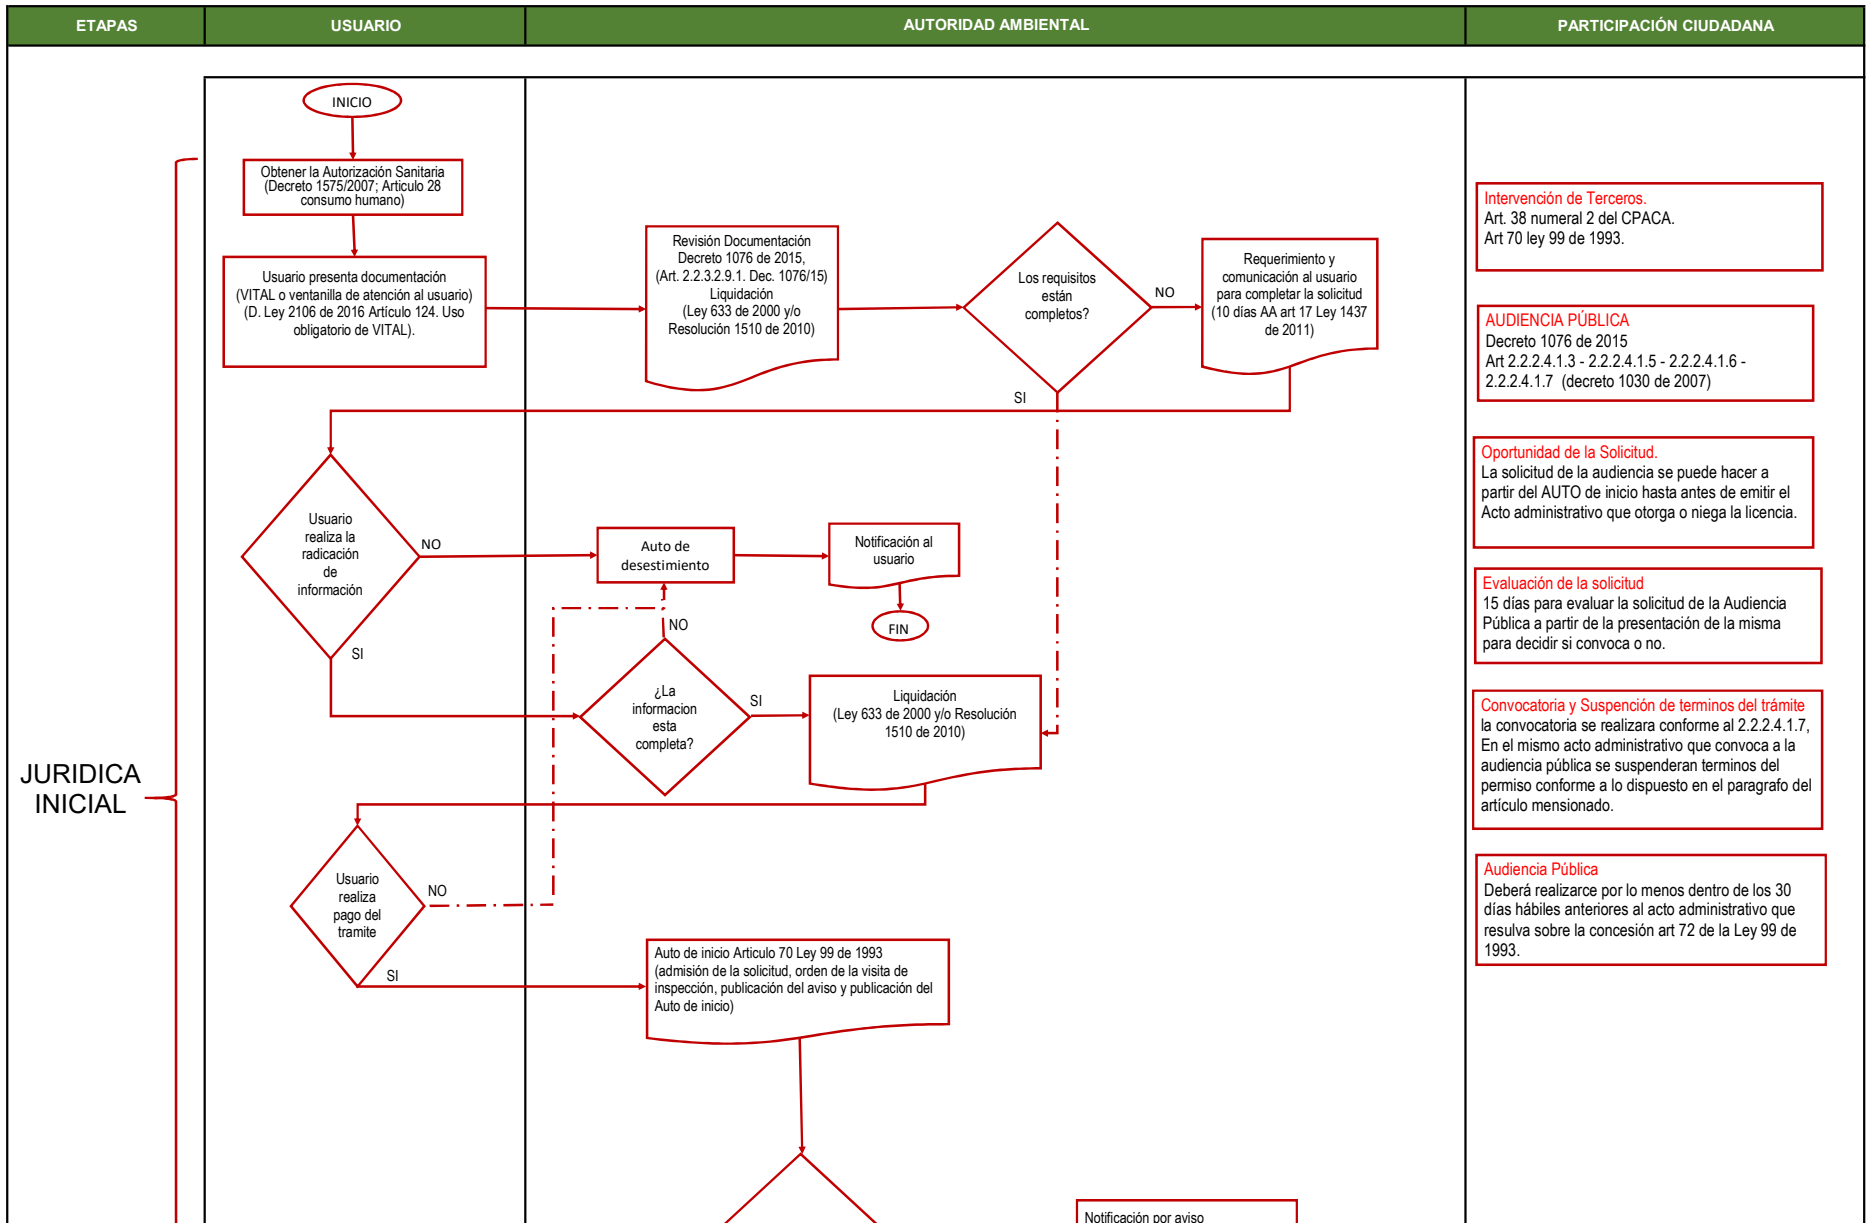 ETAPAS
USUARIO
AUTORIDAD AMBIENTAL
PARTICIPACIÓN CIUDADANA
INICIO
Obtener la Autorización Sanitaria
(Decreto 1575/2007; Articulo 28
consumo humano)
Usuario presenta documentación
(VITAL o ventanilla de atención al usuario)
(D. Ley 2106 de 2016 Artículo 124. Uso
obligatorio de VITAL).
Revisión Documentación
Decreto 1076 de 2015,
(Art. 2.2.3.2.9.1. Dec. 1076/15)
Liquidación
(Ley 633 de 2000 y/o
Resolución 1510 de 2010)
Los requisitos
están
completos?
NO
SI
Requerimiento y
comunicación al usuario
para completar la solicitud
(10 días AA art 17 Ley 1437
de 2011)
Usuario
realiza la
radicación
de
información
NO
SI
Auto de
desestimiento
Notificación al
usuario
FIN
NO
¿La
informacion
esta
completa?
SI
Liquidación
(Ley 633 de 2000 y/o Resolución
1510 de 2010)
JURIDICA
INICIAL
Usuario
realiza
pago del
tramite
NO
SI
Auto de inicio Articulo 70 Ley 99 de 1993
(admisión de la solicitud, orden de la visita de
inspección, publicación del aviso y publicación del
Auto de inicio)
Notificación por aviso
Intervención de Terceros.
Art. 38 numeral 2 del CPACA.
Art 70 ley 99 de 1993.
AUDIENCIA PÚBLICA
Decreto 1076 de 2015
Art 2.2.2.4.1.3 - 2.2.2.4.1.5 - 2.2.2.4.1.6 -
2.2.2.4.1.7 (decreto 1030 de 2007)
Oportunidad de la Solicitud.
La solicitud de la audiencia se puede hacer a
partir del AUTO de inicio hasta antes de emitir el
Acto administrativo que otorga o niega la licencia.
Evaluación de la solicitud
15 días para evaluar la solicitud de la Audiencia
Pública a partir de la presentación de la misma
para decidir si convoca o no.
Convocatoria y Suspención de terminos del trámite
la convocatoria se realizara conforme al 2.2.2.4.1.7,
En el mismo acto administrativo que convoca a la
audiencia pública se suspenderan terminos del
permiso conforme a lo dispuesto en el paragrafo del
artículo mensionado.
Audiencia Pública
Deberá realizarce por lo menos dentro de los 30
días hábiles anteriores al acto administrativo que
resulva sobre la concesión art 72 de la Ley 99 de
1993.